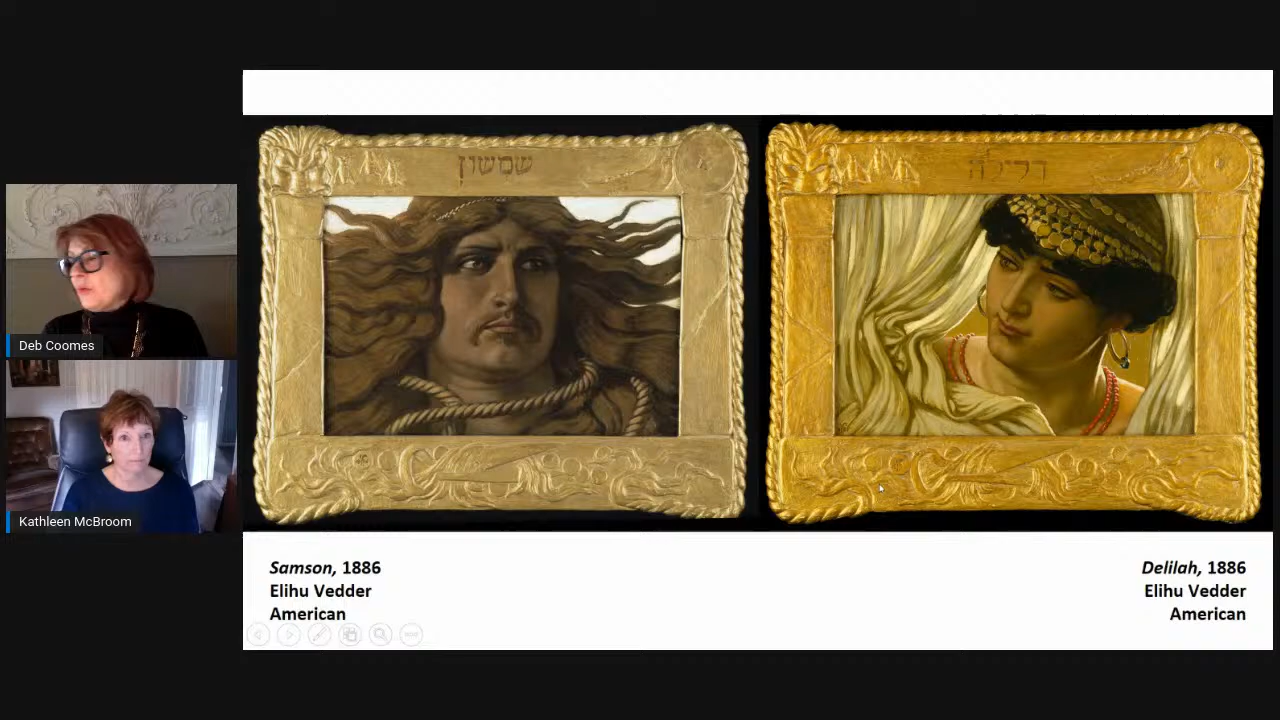 שמשון
דלילה
Deb Coomes
Kathleen McBroom
Samson, 1886
Elihu Vedder
American
Delilah, 1886
Elihu Vedder
American